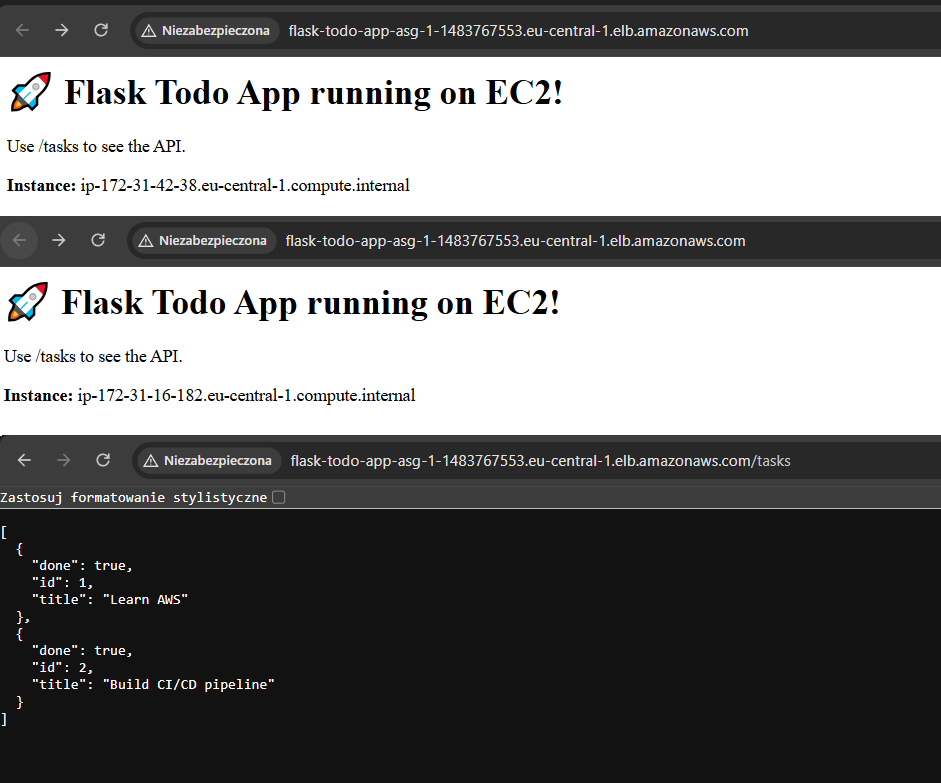 Niezabezpieczona flask-todo-app-asg-1-1483767553.eu-central-1.elb.amazonaws.com
🚀 Flask Todo App running on EC2!
Use /tasks to see the API.
Instance: ip-172-31-42-38.eu-central-1.compute.internal
Niezabezpieczona flask-todo-app-asg-1-1483767553.eu-central-1.elb.amazonaws.com
🚀 Flask Todo App running on EC2!
Use /tasks to see the API.
Instance: ip-172-31-16-182.eu-central-1.compute.internal
Niezabezpieczona flask-todo-app-asg-1-1483767553.eu-central-1.elb.amazonaws.com/tasks
Zastosuj formatowanie stylistyczne
[
  {
    "done": true,
    "id": 1,
    "title": "Learn AWS"
  },
  {
    "done": true,
    "id": 2,
    "title": "Build CI/CD pipeline"
  }
]